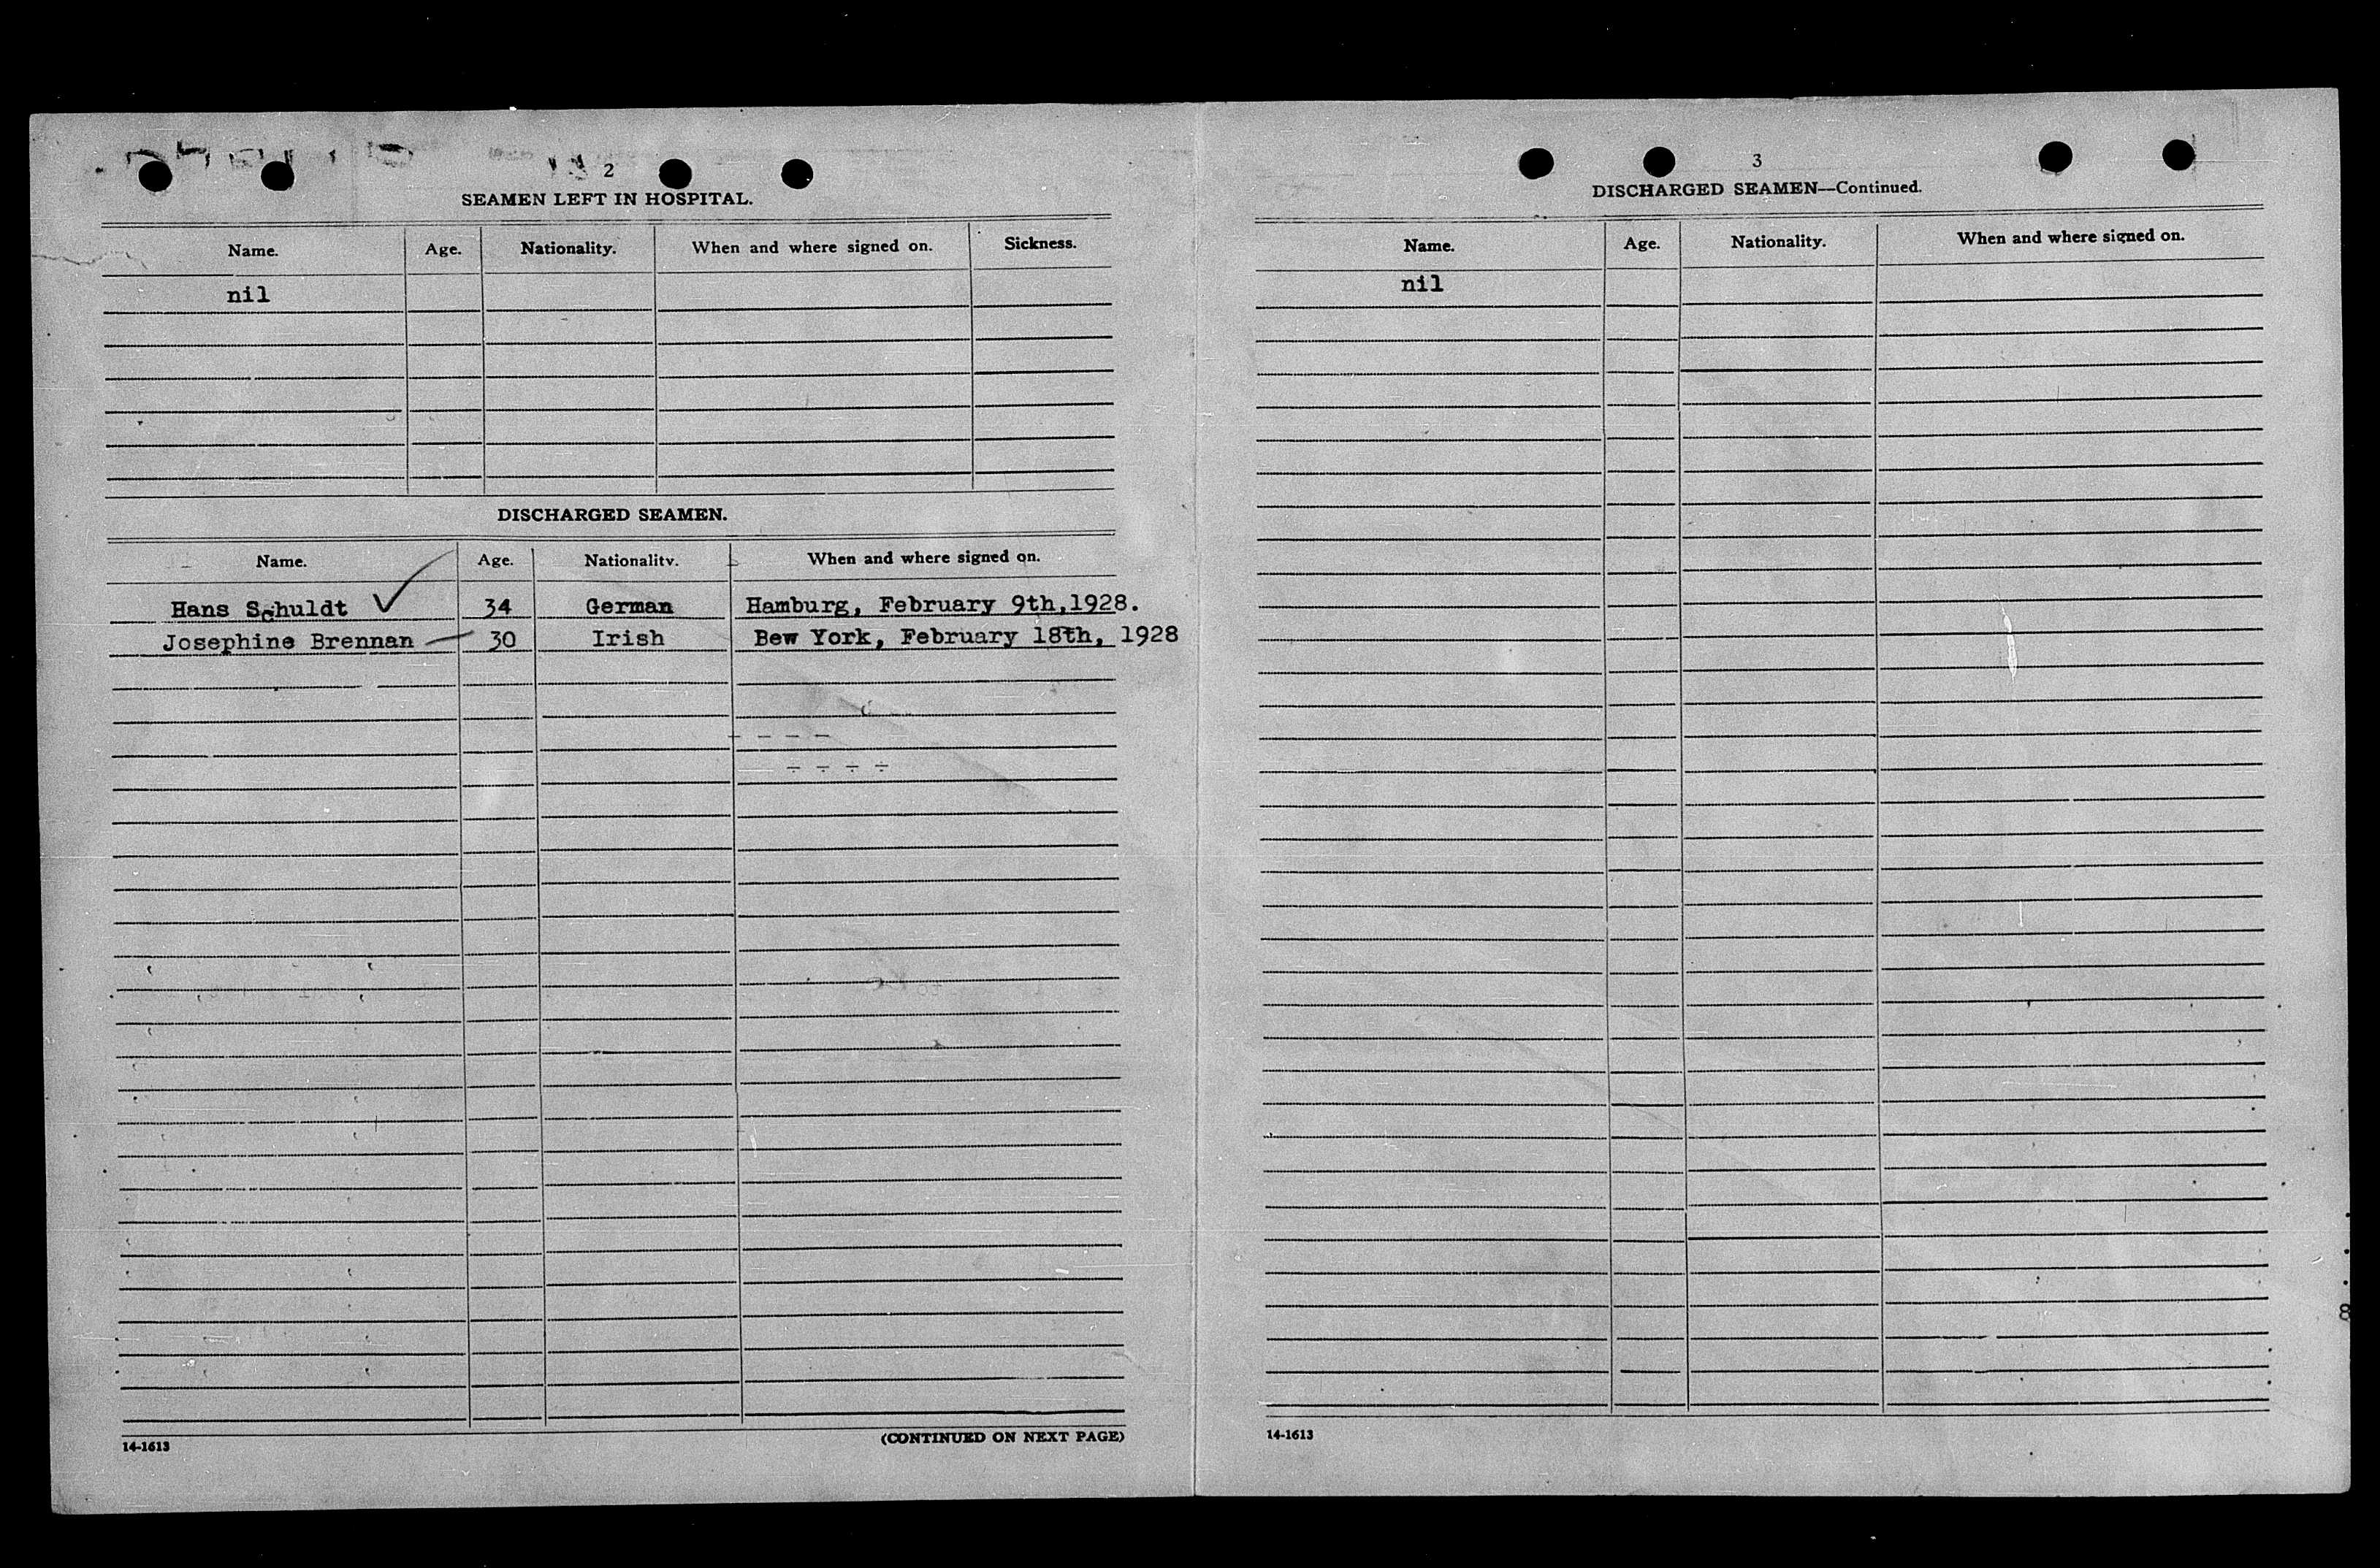 2
SEAMEN LEFT IN HOSPITAL.
Name. Age. Nationality. When and where signed on. Sickness.
nil
DISCHARGED SEAMEN.
Name. Age. Nationality. When and where signed on.
Hans Schuldt 34 German Hamburg, February 9th,1928.
Josephine Brennan 30 Irish Bew York, February 18th, 1928
14-1613 (CONTINUED ON NEXT PAGE)
3
DISCHARGED SEAMEN—Continued.
Name. Age. Nationality. When and where signed on.
nil
8
14-1613